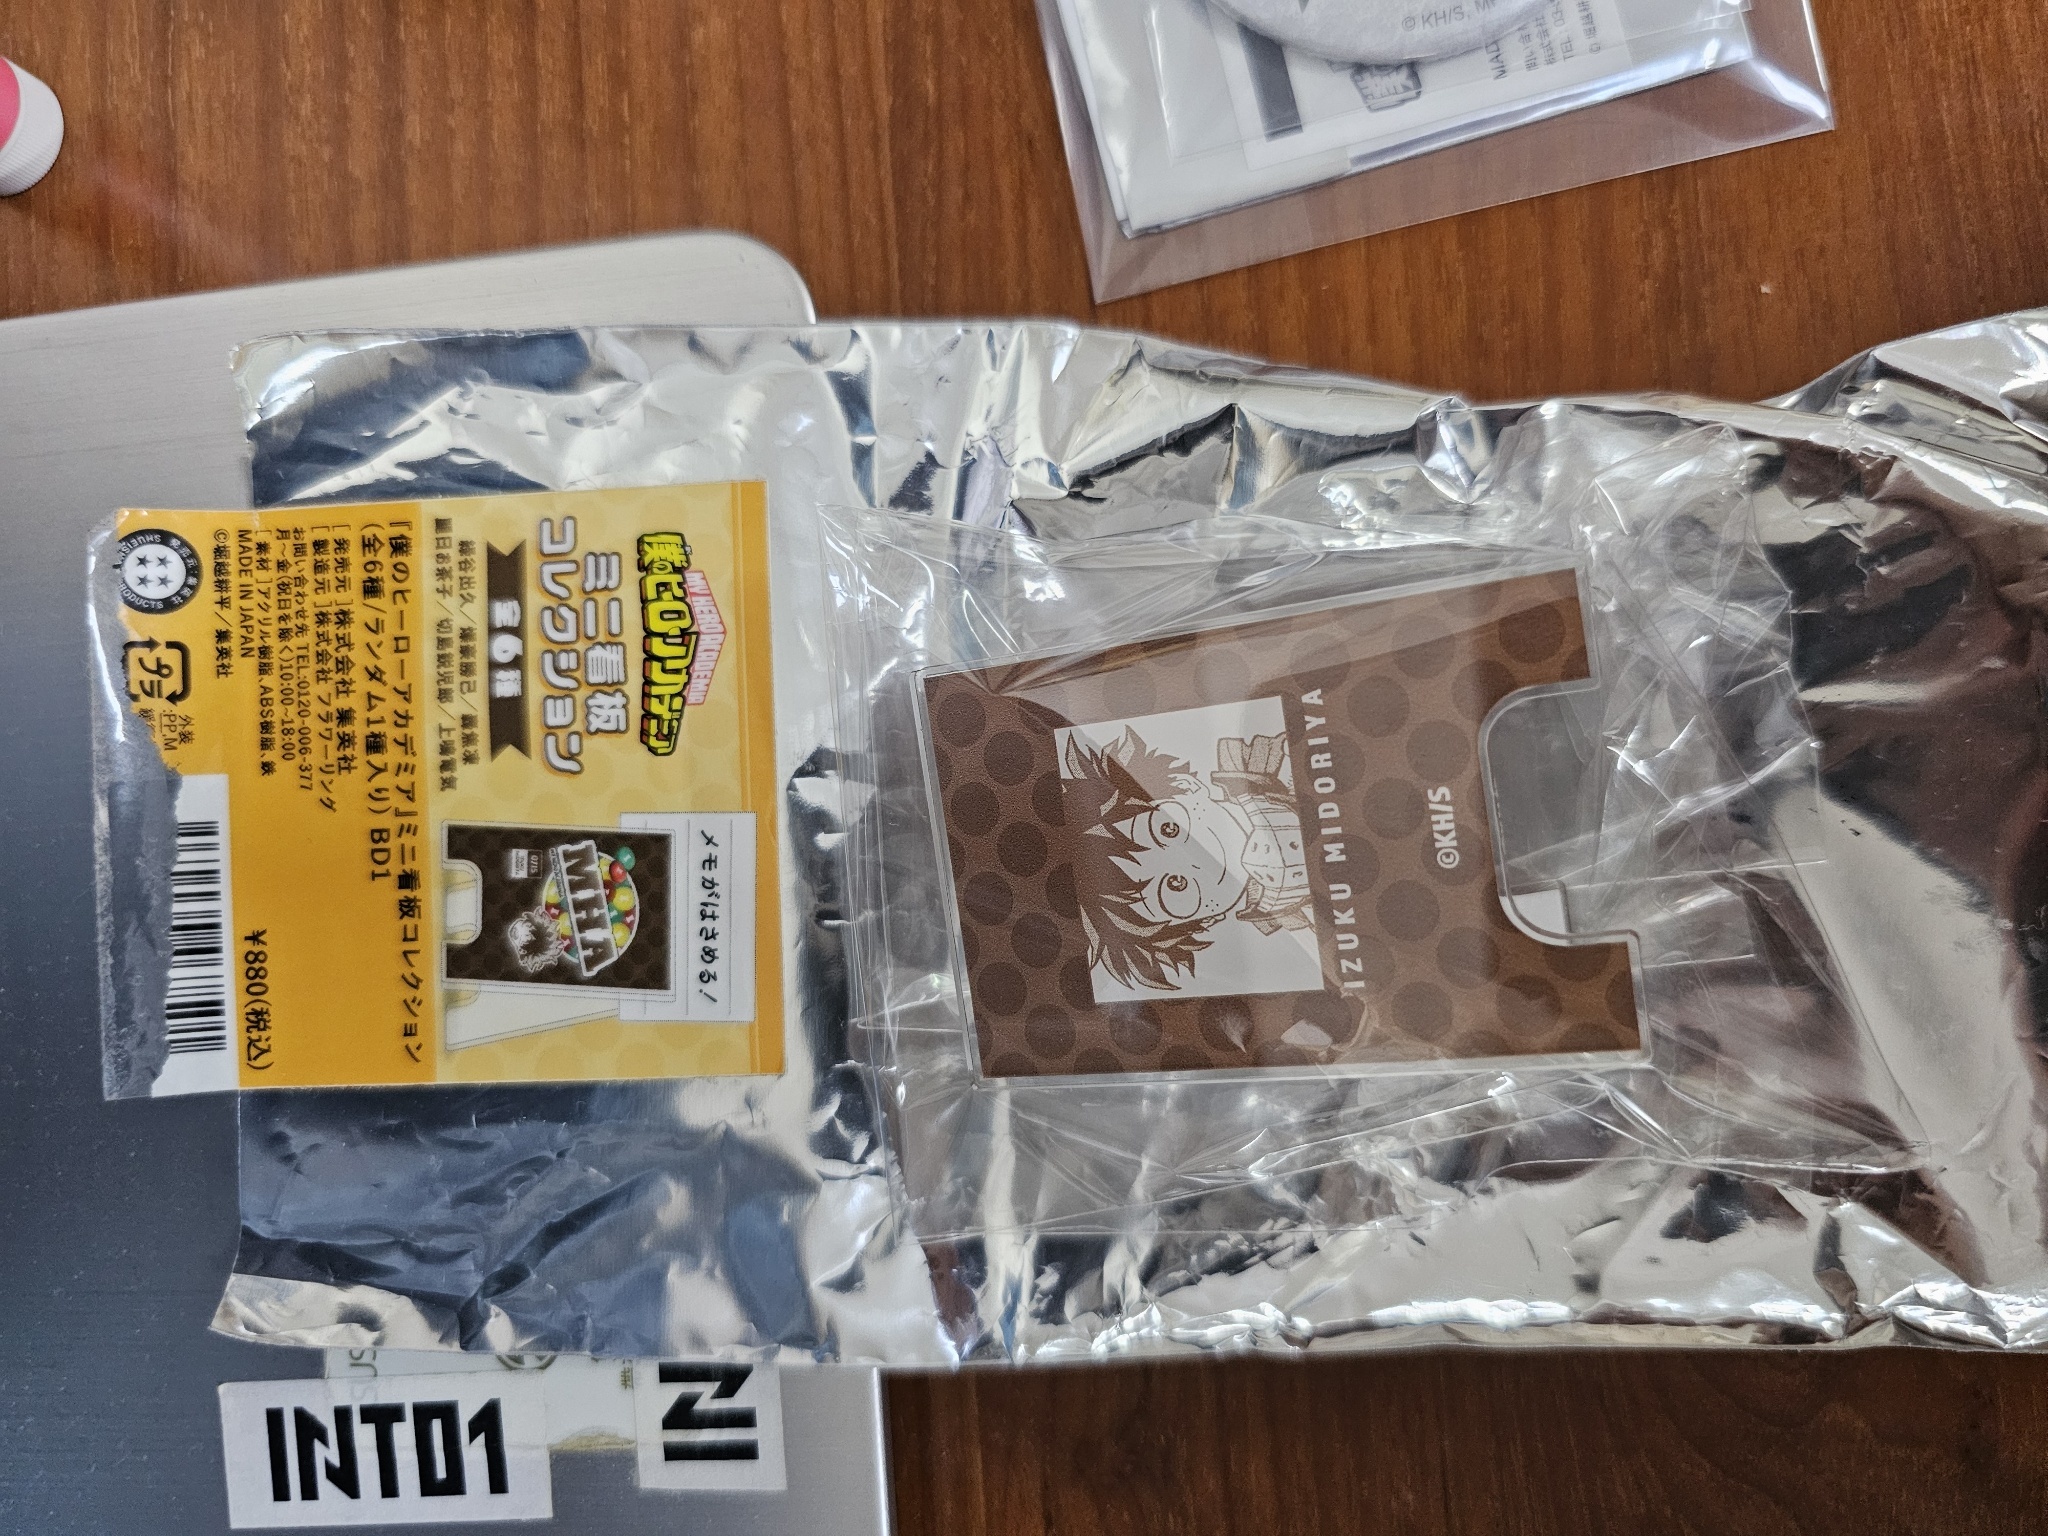 僕のヒーローアカデミア
MY HERO ACADEMIA
ミニ看板
コレクション
全6種
緑谷出久／爆豪勝己／轟焦凍
麗日お茶子／切島鋭児郎 上鳴電気
メモがはさめる!
MHA
0715
『僕のヒーローアカデミア』ミニ看板コレクション
(全6種/ランダム1種入り) BD1
[発売元]株式会社 集英社
[製造元]株式会社 フラワーリング
お問い合わせ先 TEL:0120-006-377
月～金(祝日を除く)10:00~18:00
[素材]アクリル樹脂、ABS樹脂、鉄
MADE IN JAPAN
©堀越耕平／集英社
¥880(税込)
プラ
外装
:PP,M
IZUKU MIDORIYA
©KH/S
©KH/S, M
MAD
TEL
INTO1